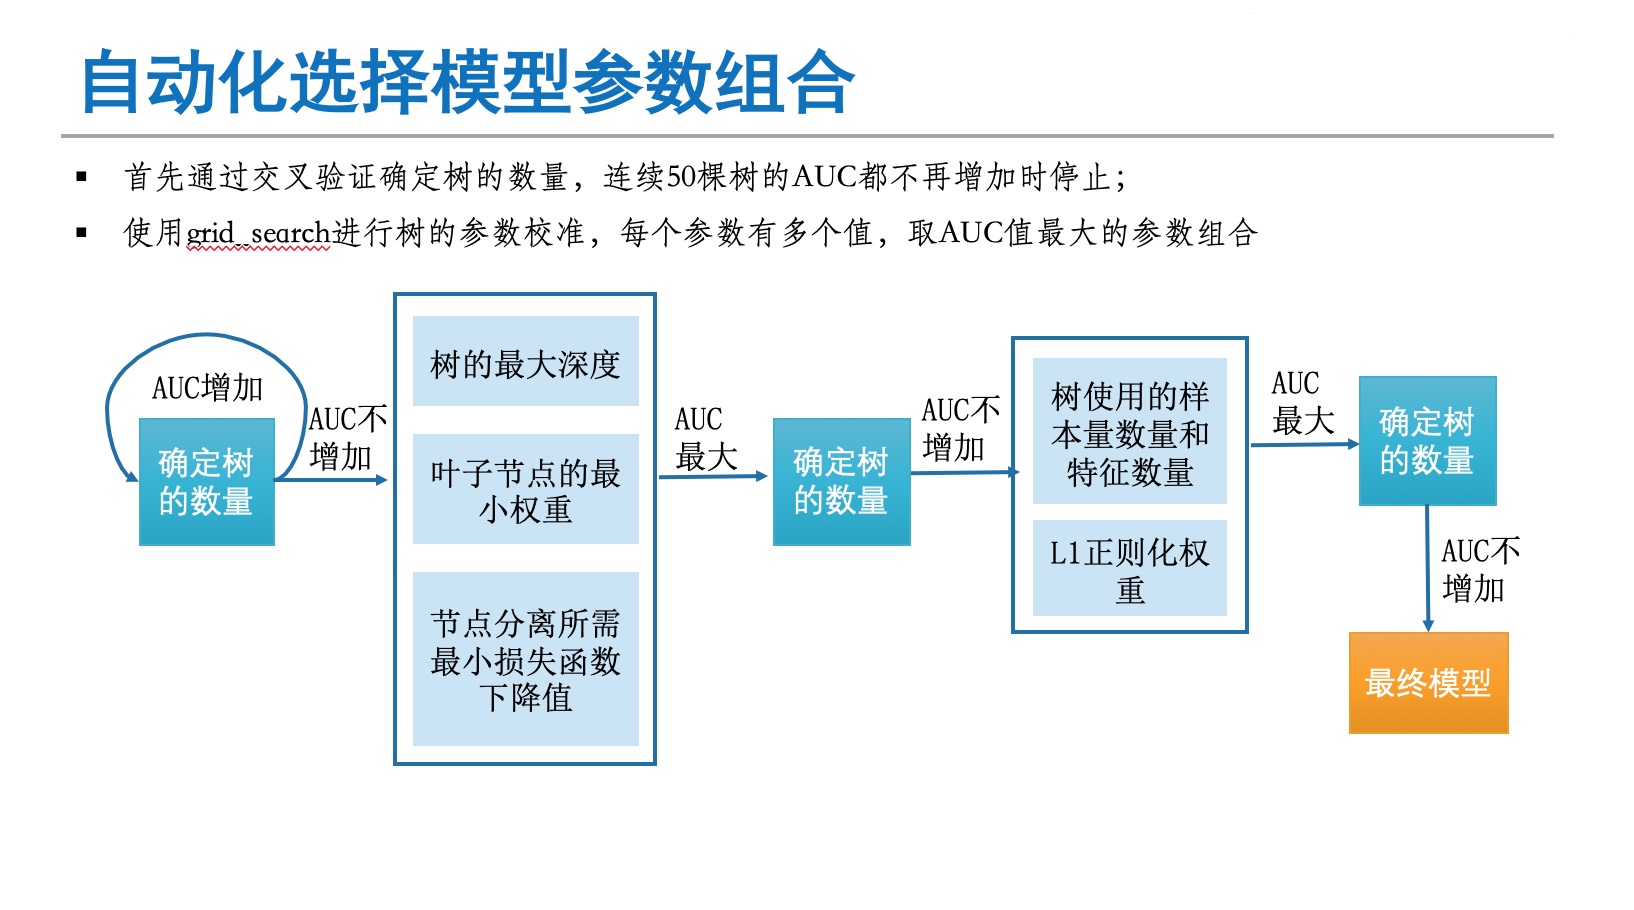 自动化选择模型参数组合
▪ 首先通过交叉验证确定树的数量，连续50棵树的AUC都不再增加时停止；
▪ 使用grid_search进行树的参数校准，每个参数有多个值，取AUC值最大的参数组合
AUC增加
确定树
的数量
AUC不
增加
树的最大深度
叶子节点的最
小权重
节点分离所需
最小损失函数
下降值
AUC
最大
确定树
的数量
AUC不
增加
树使用的样
本量数量和
特征数量
L1正则化权
重
AUC
最大
确定树
的数量
AUC不
增加
最终模型